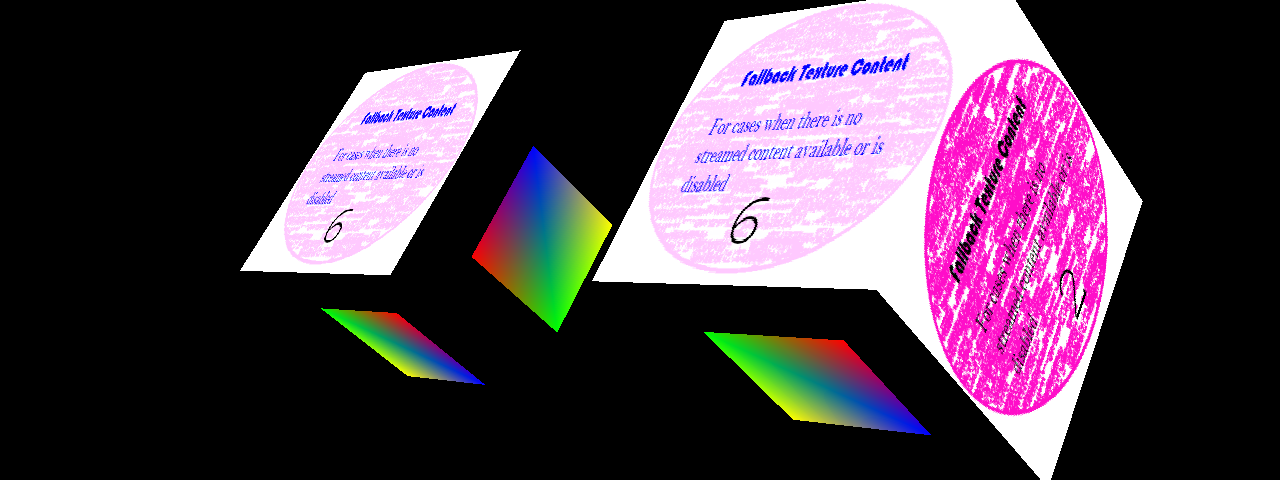 Fallback Texture Content
For cases when there is no
streamed content available or is
disabled
6
Fallback Texture Content
For cases when there is no
streamed content available or is
disabled
6
Fallback Texture Content
For cases when there is no
streamed content available or is
disabled
2